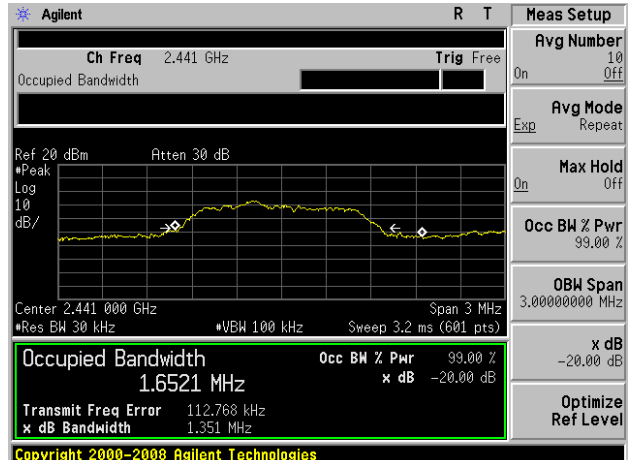 Agilent R T Meas Setup
Avg Number
10
On Off
Ch Freq 2.441 GHz Trig Free
Occupied Bandwidth
Avg Mode
Exp Repeat
Ref 20 dBm Atten 30 dB
#Peak
Log
10
dB/
Max Hold
On Off
Occ BW % Pwr
99.00 %
OBW Span
3.00000000 MHz
Center 2.441 000 GHz Span 3 MHz
#Res BW 30 kHz #VBW 100 kHz Sweep 3.2 ms (601 pts)
x dB
-20.00 dB
Occupied Bandwidth Occ BW % Pwr 99.00 %
1.6521 MHz x dB -20.00 dB
Transmit Freq Error 112.768 kHz
x dB Bandwidth 1.351 MHz
Optimize
Ref Level
Copyright 2000-2008 Agilent Technologies